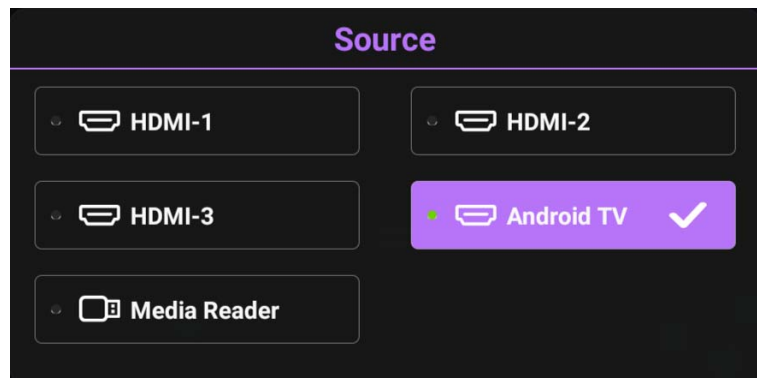 Source
HDMI-1
HDMI-2
HDMI-3
Android TV
Media Reader